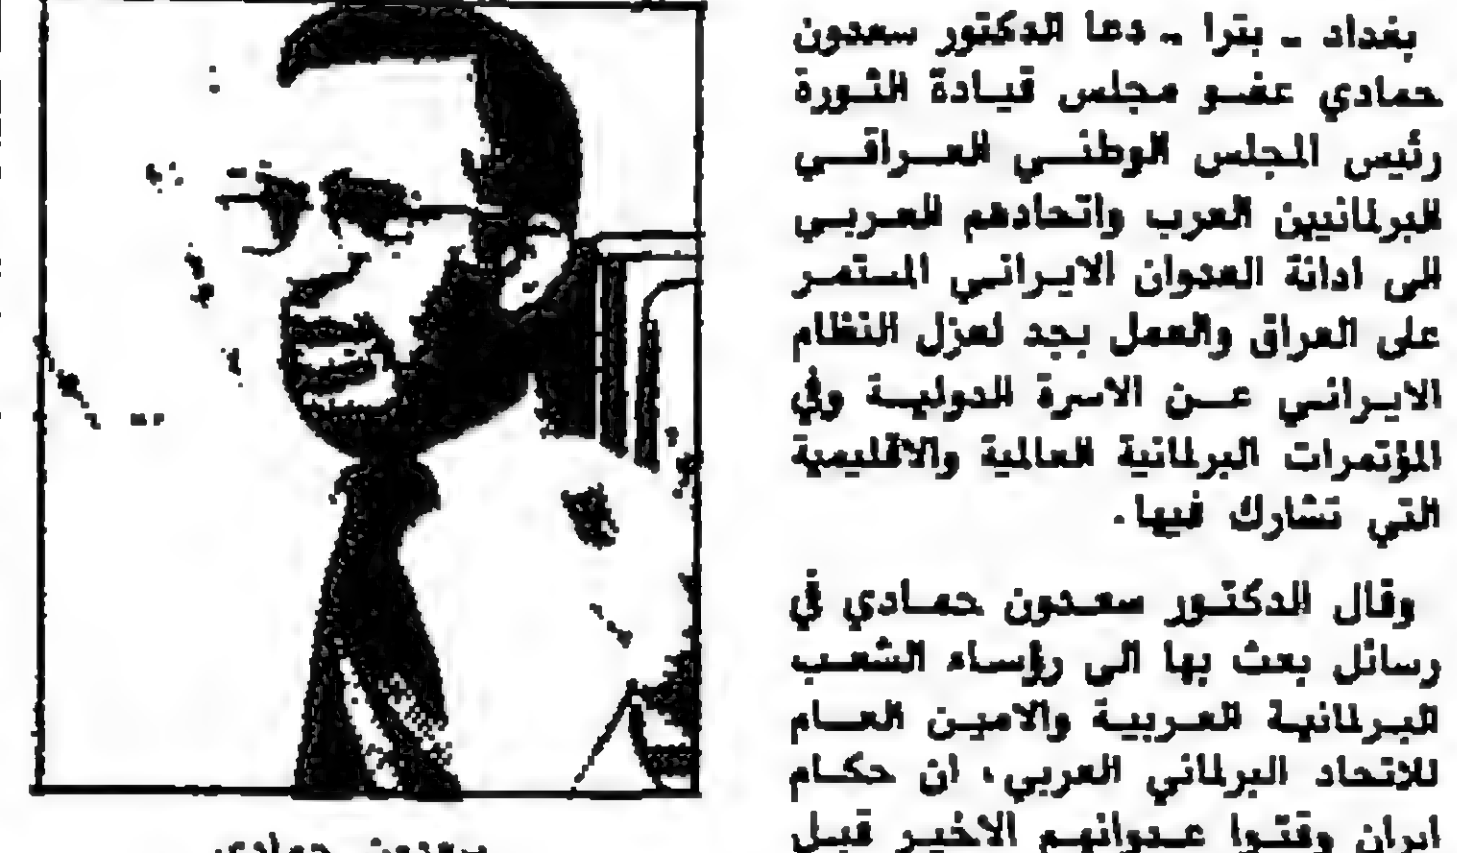 بغداد ـ بترا ـ دعا الدكتور سعدون
حمادي عضو مجلس قيادة الثورة
رئيس المجلس الوطني العراقي
البرلمانيين العرب واتحادهم العربي
الى ادانة العدوان الايراني المستمر
على العراق والعمل بجد لعزل النظام
الايراني عن الاسرة الدولية وفي
المؤتمرات البرلمانية العالمية والاقليمية
التي تشارك فيها.
وقال الدكتور سعدون حمادي في
رسائل بعث بها الى رؤساء الشعب
البرلمانية العربية والامين العام
للاتحاد البرلماني العربي، ان حكام
ايران وقتوا عدوانهم الاخير قبل
سعدون حمادي